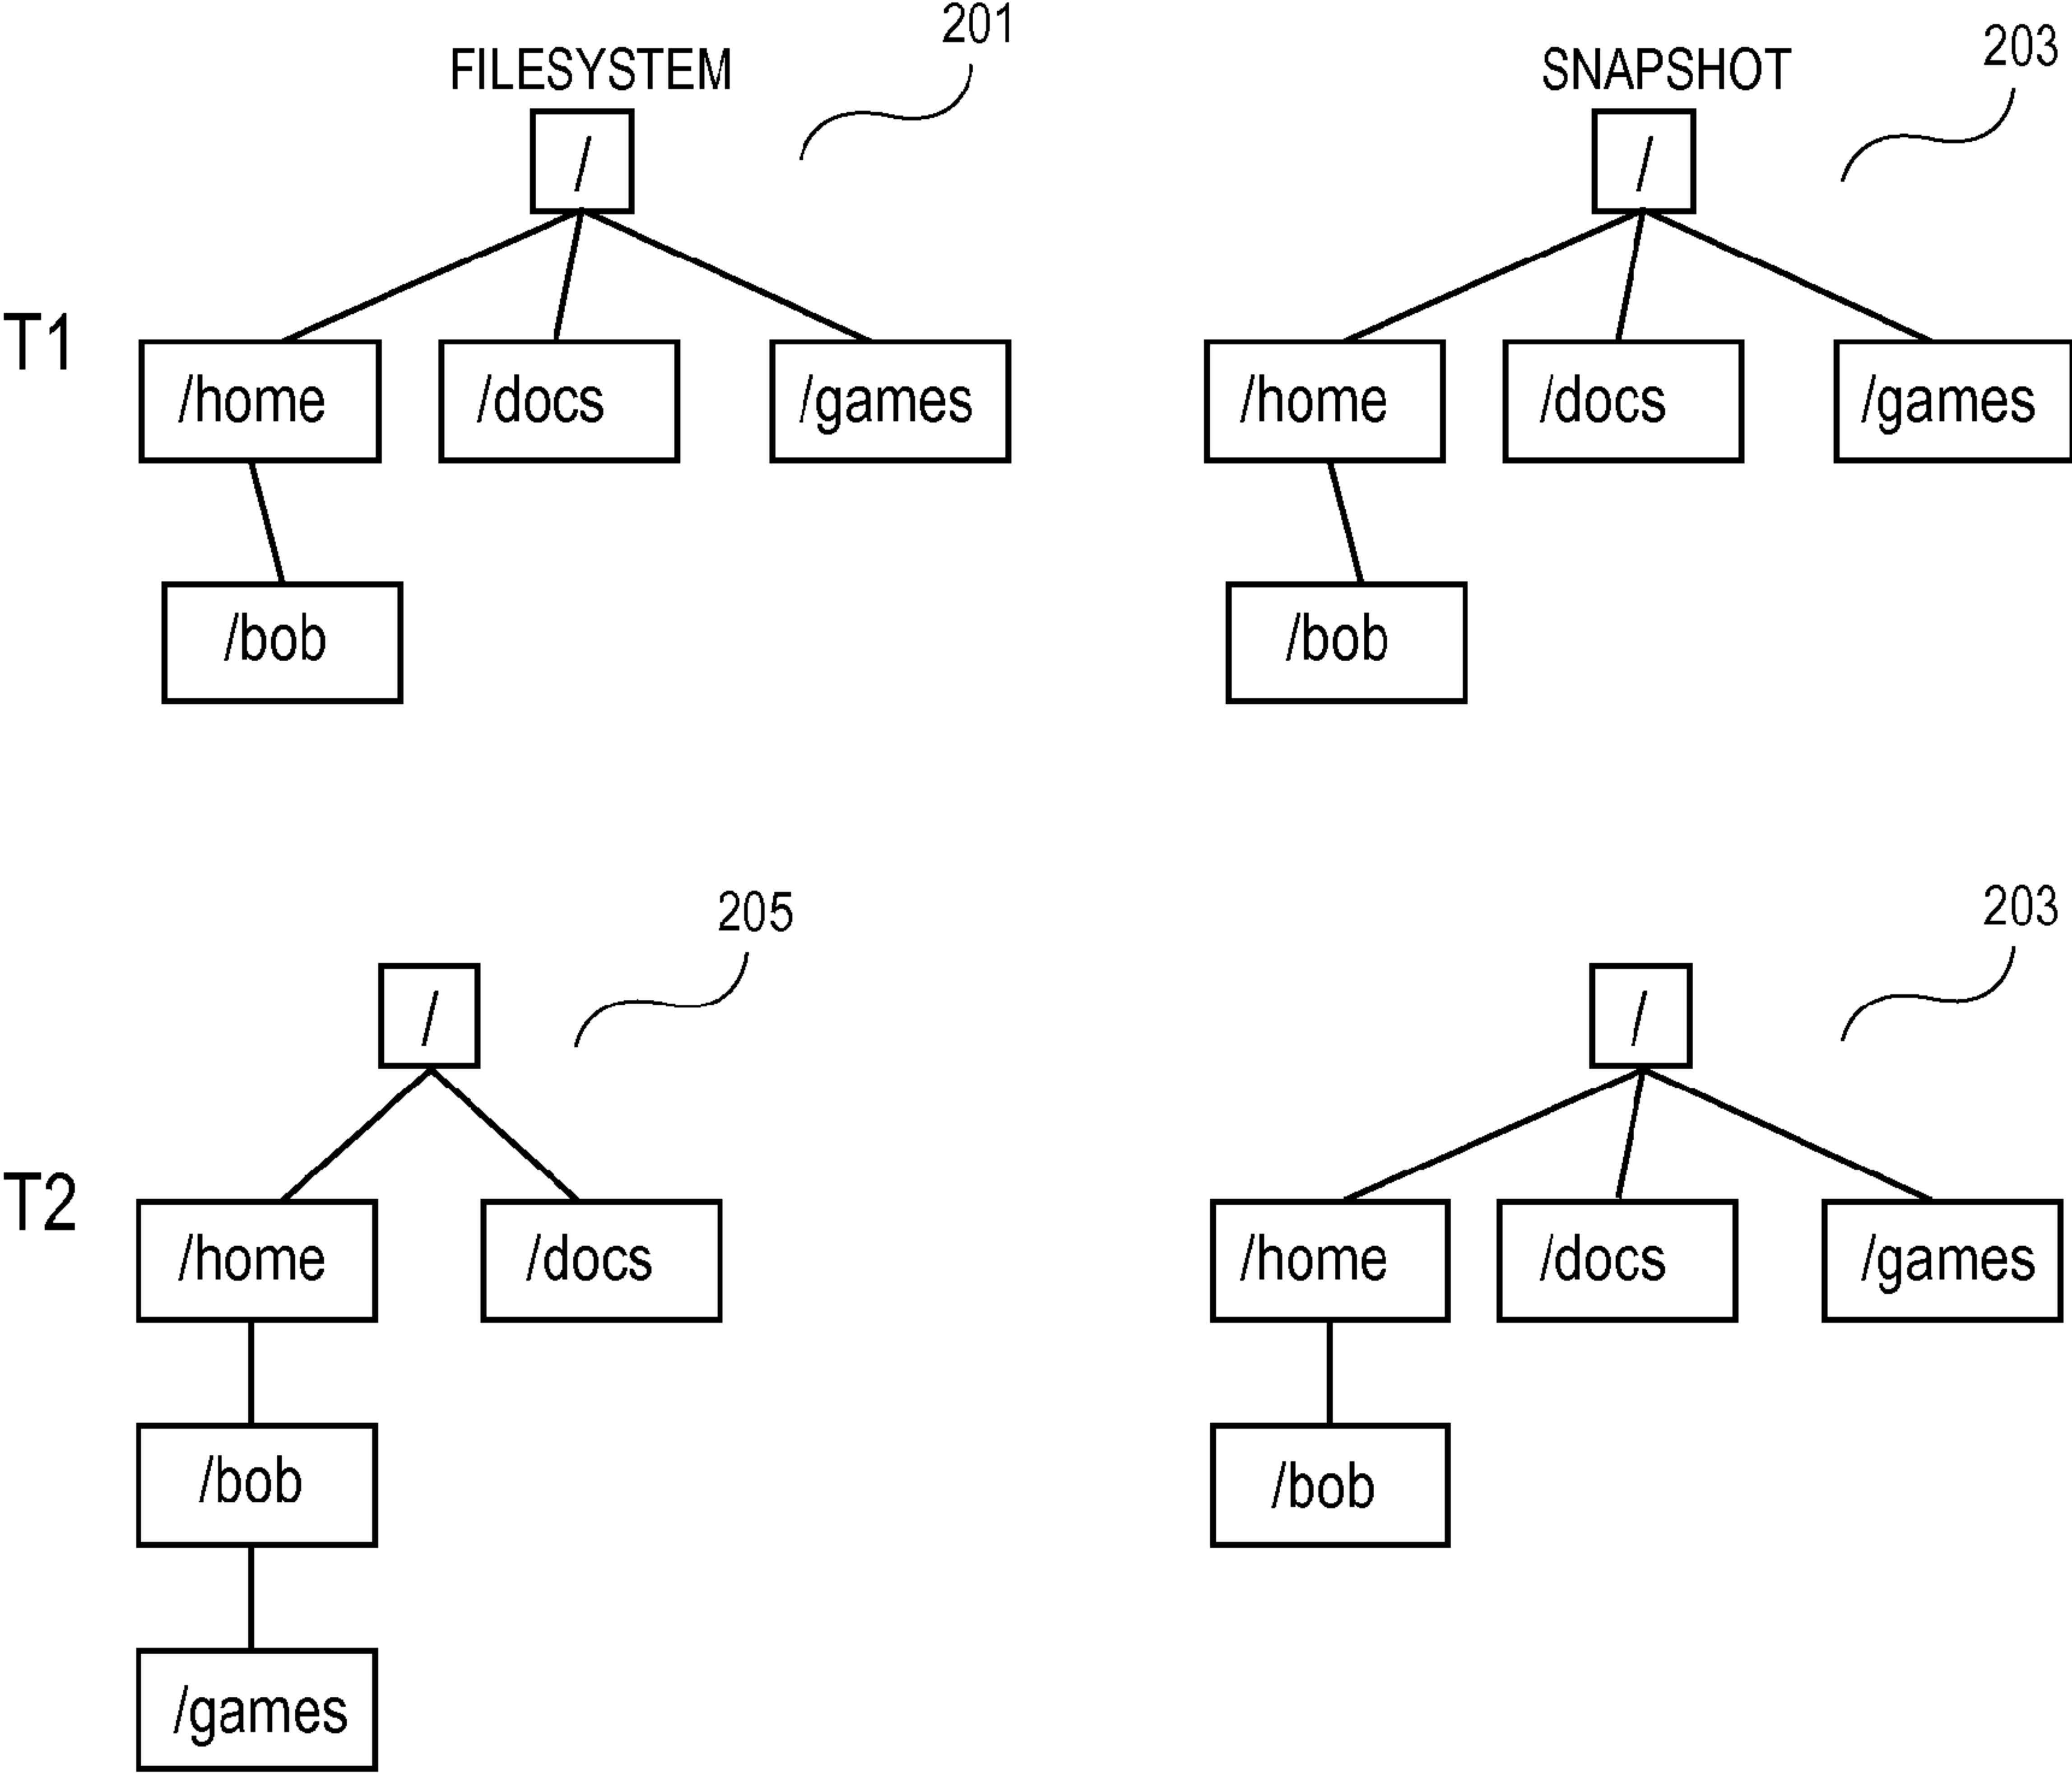 201
203
FILESYSTEM
SNAPSHOT
/
/
T1
/home
/docs
/games
/home
/docs
/games
/bob
/bob
205
203
/
/
T2
/home
/docs
/home
/docs
/games
/bob
/bob
/games